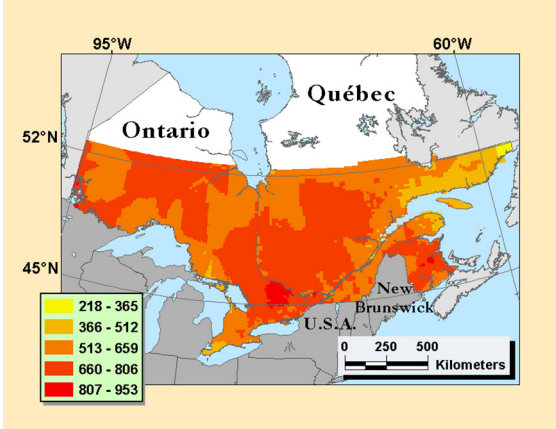 95°W
60°W
Québec
Ontario
52°N
45°N
New
Brunswick
U.S.A.
218 - 365
366 - 512
513 - 659
660 - 806
807 - 953
0 250 500
Kilometers